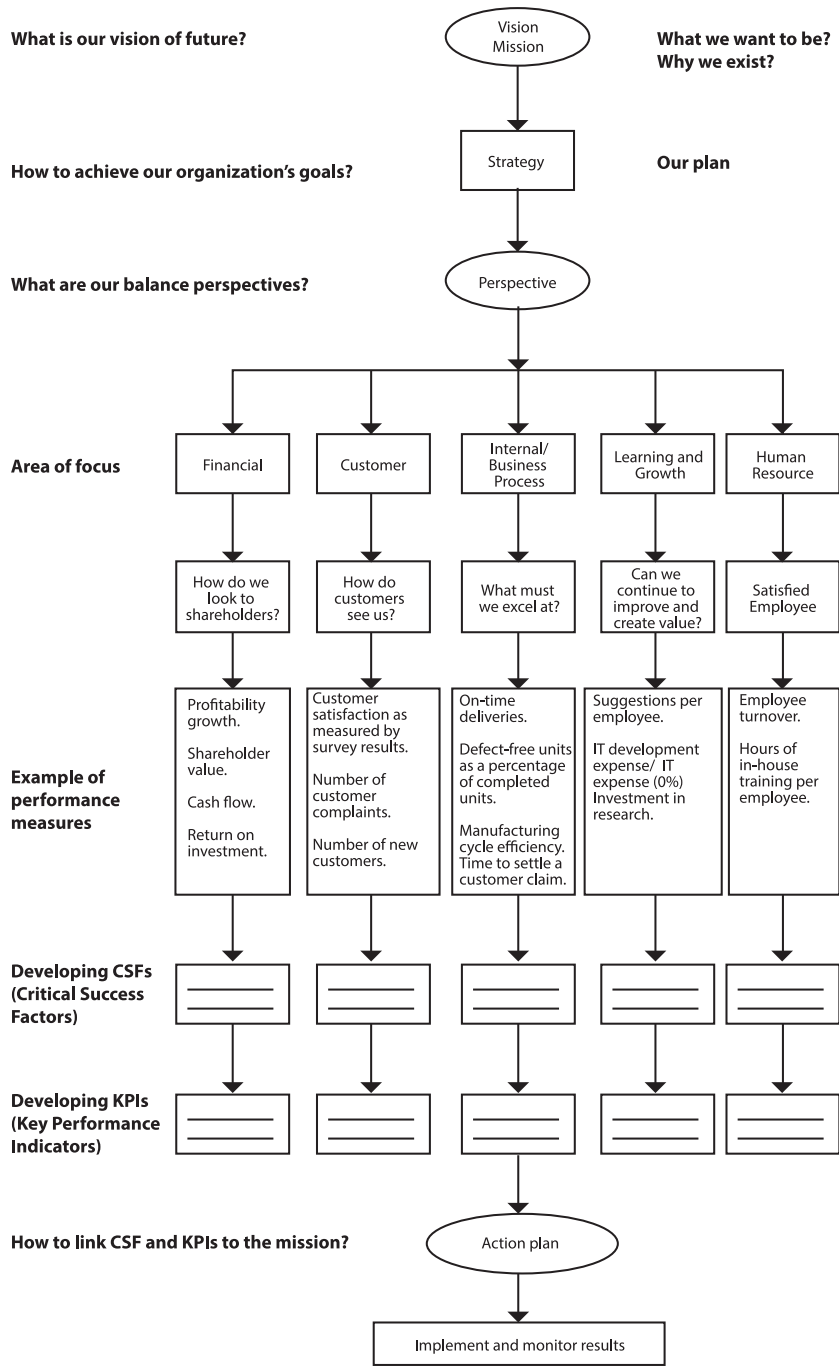 What is our vision of future?
Vision
Mission
What we want to be?
Why we exist?
How to achieve our organization's goals?
Strategy
Our plan
What are our balance perspectives?
Perspective
Area of focus
Financial
Customer
Internal/
Business
Process
Learning and
Growth
Human
Resource
How do we
look to
shareholders?
How do
customers
see us?
What must
we excel at?
Can we
continue to
improve and
create value?
Satisfied
Employee
Example of
performance
measures
Profitability
growth.
Shareholder
value.
Cash flow.
Return on
investment.
Customer
satisfaction as
measured by
survey results.
Number of
customer
complaints.
Number of new
customers.
On-time
deliveries.
Defect-free units
as a percentage
of completed
units.
Manufacturing
cycle efficiency.
Time to settle a
customer claim.
Suggestions per
employee.
IT development
expense/ IT
expense (0%)
Investment in
research.
Employee
turnover.
Hours of
in-house
training per
employee.
Developing CSFs
(Critical Success
Factors)
Developing KPIs
(Key Performance
Indicators)
How to link CSF and KPIs to the mission?
Action plan
Implement and monitor results